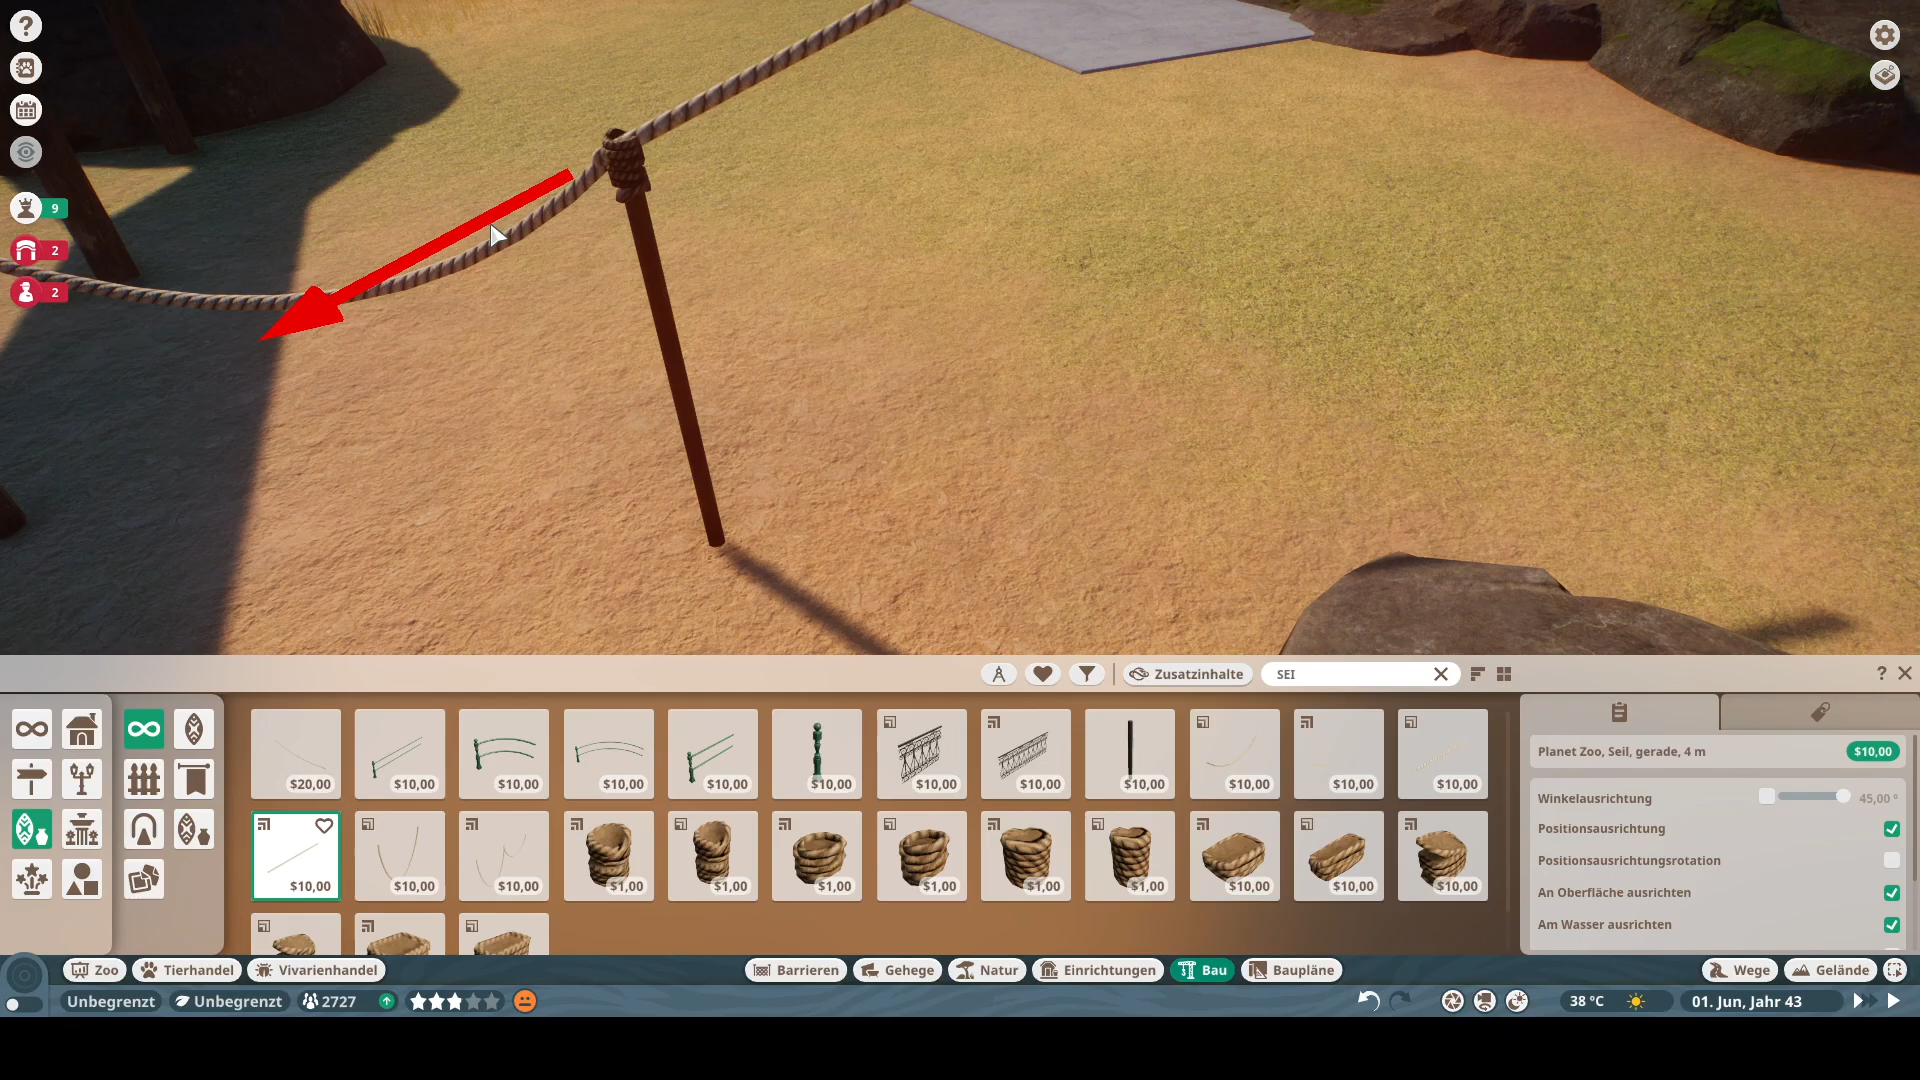 ?
9
2
2
Zusatzinhalte
SEI
?
$20,00
$10,00
$10,00
$10,00
$10,00
$10,00
$10,00
$10,00
$10,00
$10,00
$10,00
$10,00
$10,00
$10,00
$10,00
$1,00
$1,00
$1,00
$1,00
$1,00
$1,00
$10,00
$10,00
$10,00
Planet Zoo, Seil, gerade, 4 m
$10,00
Winkelausrichtung
45,00 °
Positionsausrichtung
Positionsausrichtungsrotation
An Oberfläche ausrichten
Am Wasser ausrichten
Zoo
Tierhandel
Vivarienhandel
Barrieren
Gehege
Natur
Einrichtungen
Bau
Baupläne
Wege
Gelände
Unbegrenzt
Unbegrenzt
2727
38 °C
01. Jun, Jahr 43